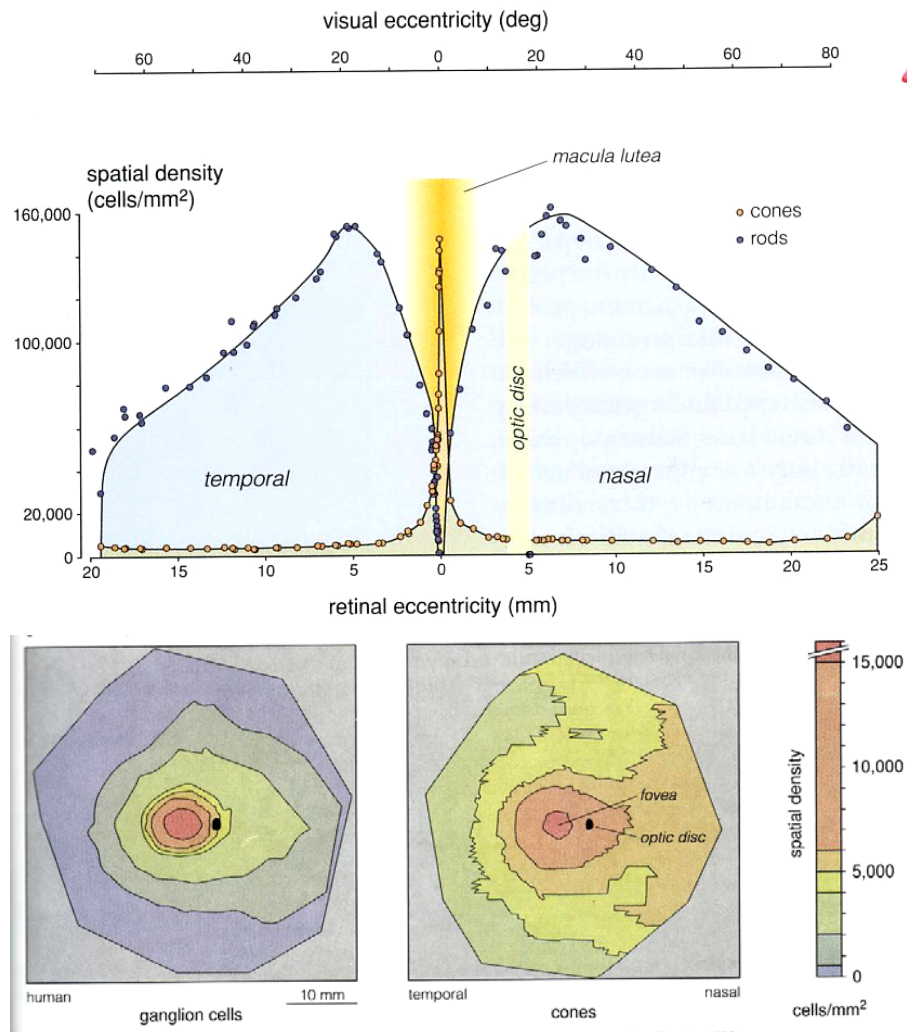 visual eccentricity (deg)
60 40 20 0 20 40 60 80
macula lutea
spatial density
(cells/mm²)
160,000
100,000
20,000
0
cones
rods
optic disc
temporal
nasal
20 15 10 5 0 5 10 15 20 25
retinal eccentricity (mm)
fovea
optic disc
spatial density
15,000
10,000
5,000
0
cells/mm²
human
10 mm
ganglion cells
temporal
nasal
cones